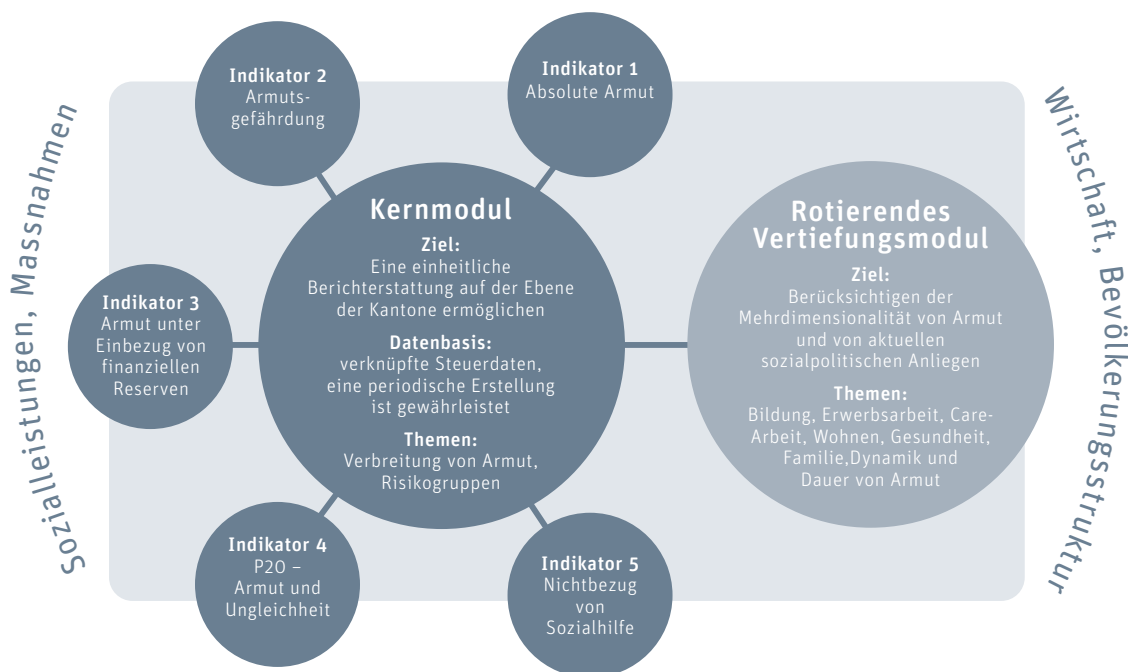 Sozialleistungen, Massnahmen
Indikator 2
Armuts-
gefährdung
Indikator 1
Absolute Armut
Indikator 3
Armut unter
Einbezug von
finanziellen
Reserven
Kernmodul
Ziel:
Eine einheitliche
Berichterstattung auf der Ebene
der Kantone ermöglichen
Datenbasis:
verknüpfte Steuerdaten,
eine periodische Erstellung
ist gewährleistet
Themen:
Verbreitung von Armut,
Risikogruppen
Rotierendes
Vertiefungsmodul
Ziel:
Berücksichtigen der
Mehrdimensionalität von Armut
und von aktuellen
sozialpolitischen Anliegen
Themen:
Bildung, Erwerbsarbeit, Care-
Arbeit, Wohnen, Gesundheit,
Familie,Dynamik und
Dauer von Armut
Indikator 4
P20 –
Armut und
Ungleichheit
Indikator 5
Nichtbezug
von
Sozialhilfe
Wirtschaft, Bevölkerungsstruktur